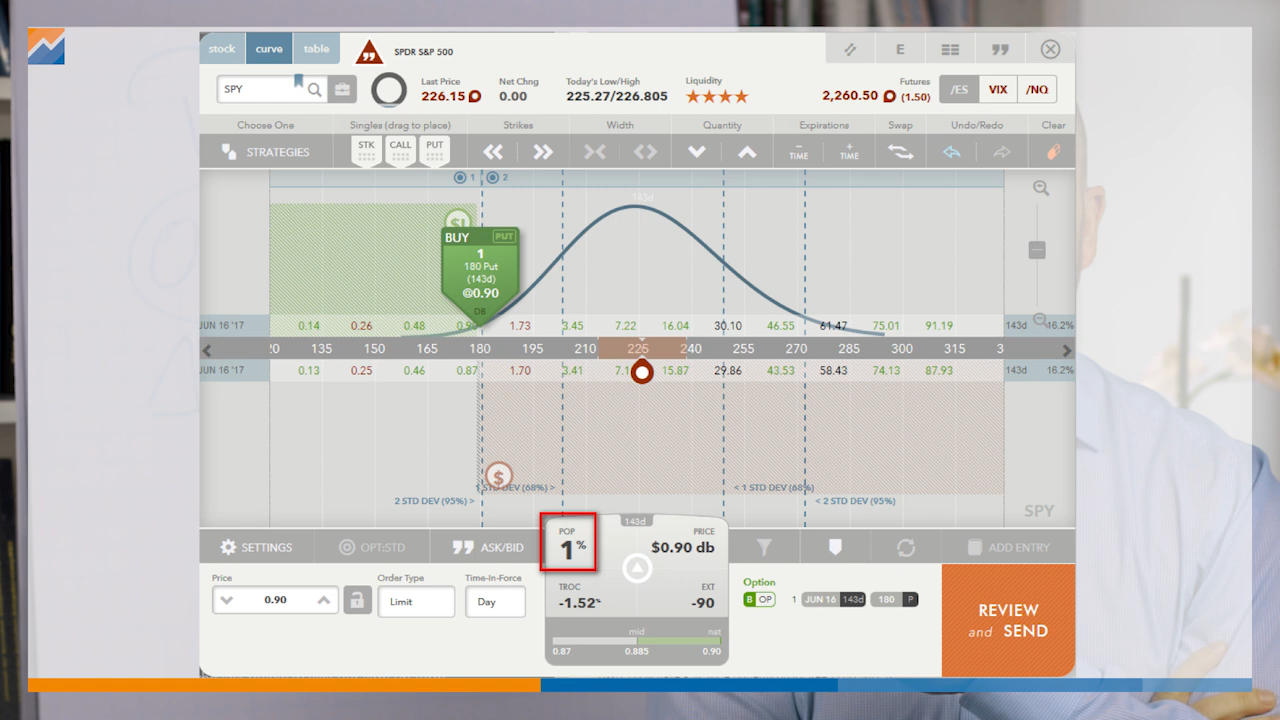 stock curve table SPDR S&P 500 E
SPY Last Price 226.15 Net Chng 0.00 Today's Low/High 225.27/226.805 Liquidity Futures 2,260.50 (1.50) /ES VIX /NQ
Choose One Singles (drag to place) Strikes Width Quantity Expirations Swap Undo/Redo Clear
STRATEGIES STK CALL PUT − TIME + TIME
1 2
143d
BUY PUT
1
180 Put
(143d)
@0.90
DB
JUN 16 '17 0.14 0.26 0.48 1.73 3.45 7.22 16.04 30.10 46.55 61.47 75.01 91.19 143d 16.2%
20 135 150 165 180 195 210 225 240 255 270 285 300 315 3
JUN 16 '17 0.13 0.25 0.46 0.87 1.70 3.41 15.87 29.86 43.53 58.43 74.13 87.93 143d 16.2%
$
1 STD DEV (68%) > < 1 STD DEV (68%)
2 STD DEV (95%) > < 2 STD DEV (95%)
SPY
143d
SETTINGS OPT:STD ASK/BID POP 1% PRICE $0.90 db ADD ENTRY
Price 0.90 Order Type Limit Time-In-Force Day
TROC -1.52% EXT -90
Option
B OP 1 JUN 16 143d 180 P
mid nat
0.87 0.885 0.90
REVIEW
and SEND